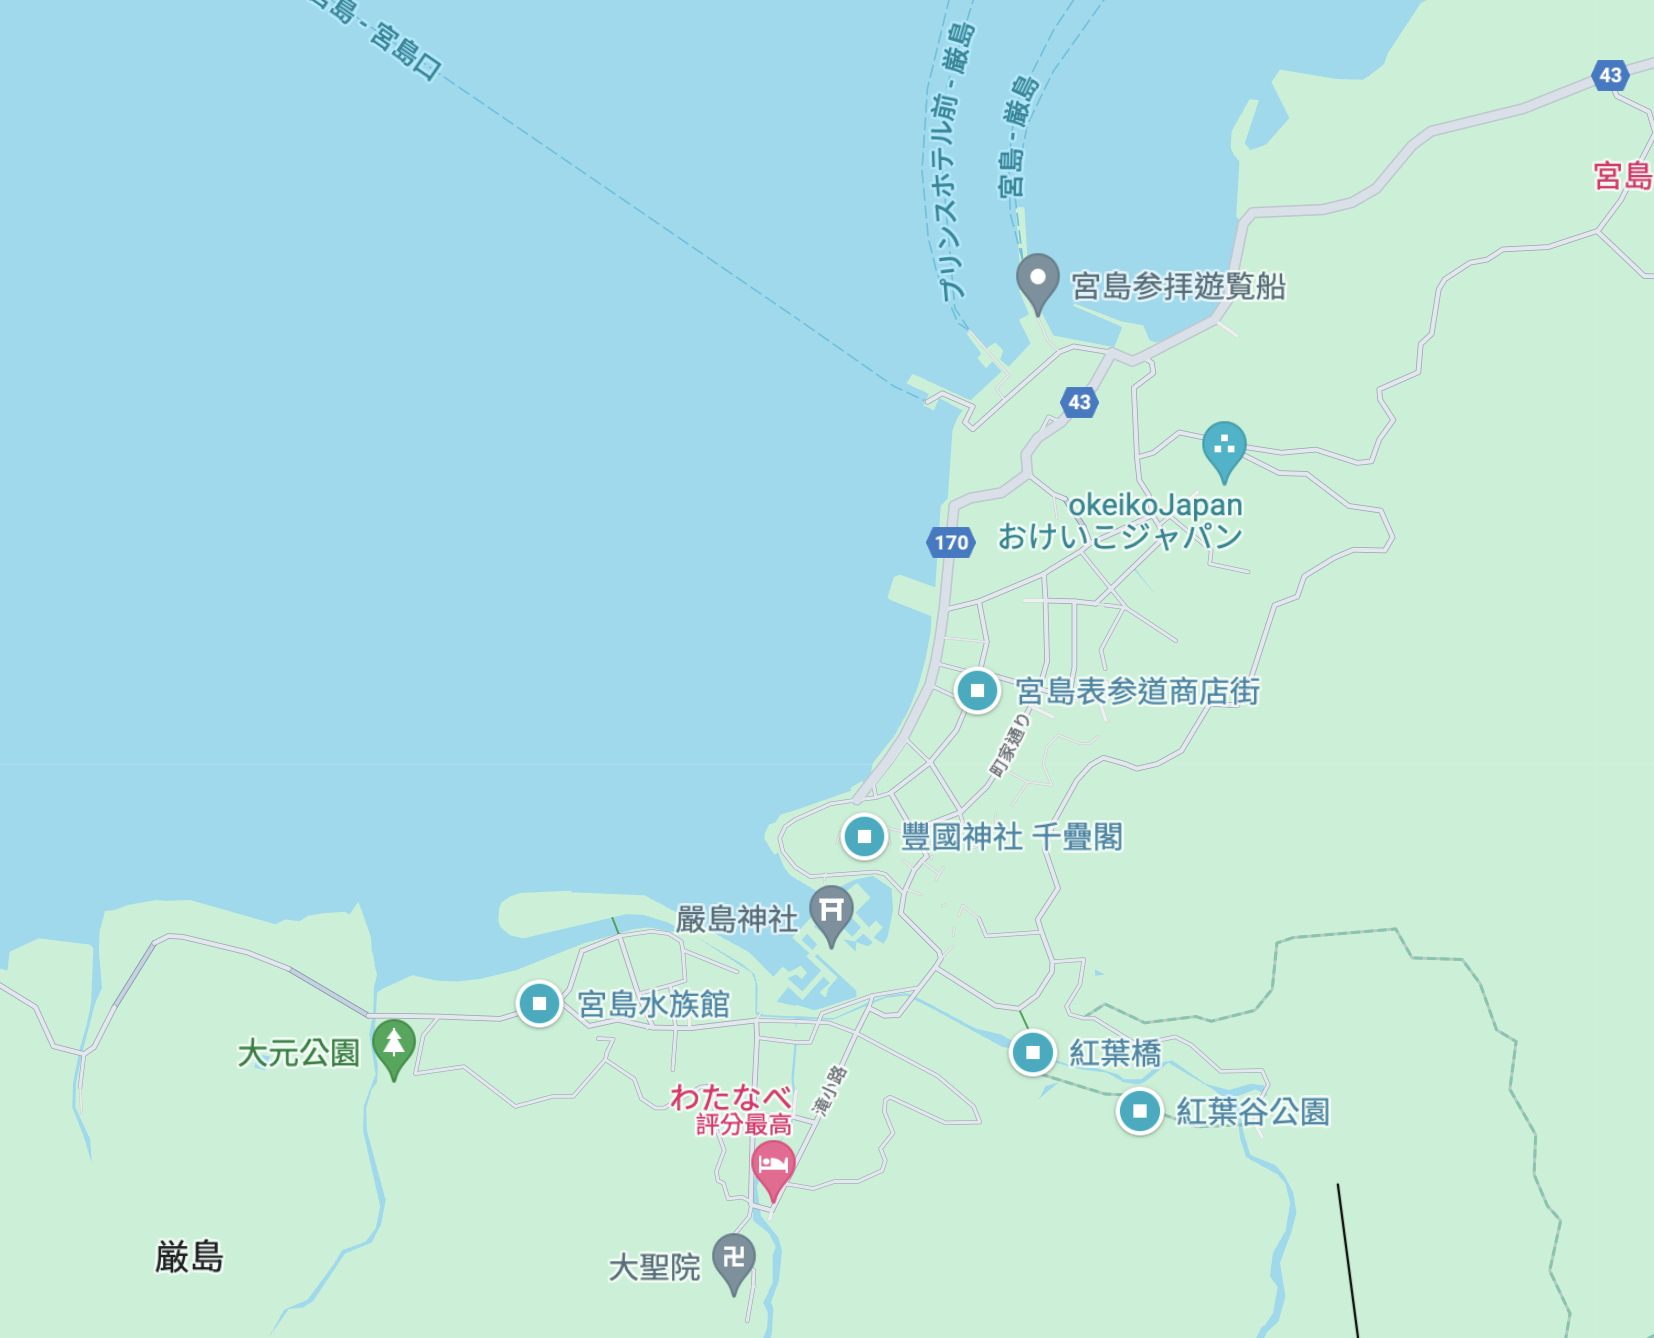 宮島 - 宮島口
プリンスホテル前 - 厳島
宮島 - 厳島
43
宮島
宮島参拝遊覧船
43
okeikoJapan
おけいこジャパン
170
宮島表参道商店街
町家通り
豐國神社 千疊閣
嚴島神社
宮島水族館
大元公園
紅葉橋
紅葉谷公園
滝小路
わたなべ
評分最高
厳島
大聖院